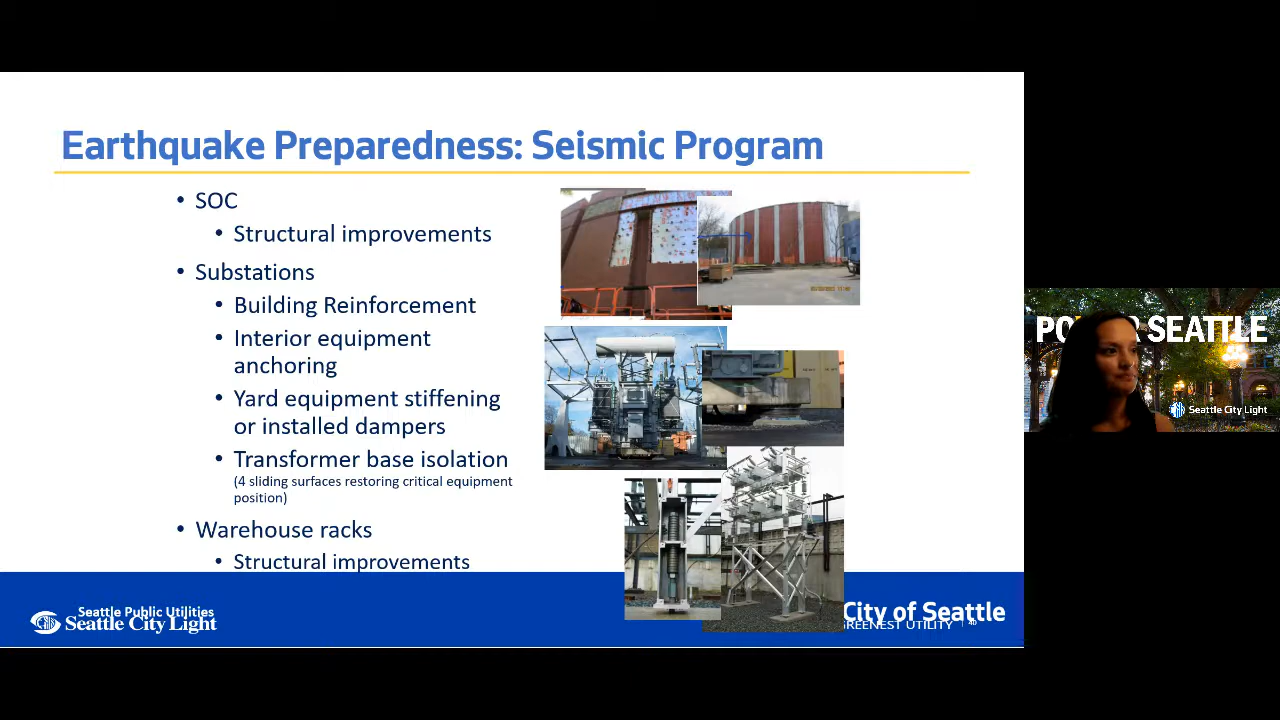 Earthquake Preparedness: Seismic Program
• SOC
• Structural improvements
• Substations
• Building Reinforcement
• Interior equipment
anchoring
• Yard equipment stiffening
or installed dampers
• Transformer base isolation
(4 sliding surfaces restoring critical equipment
position)
• Warehouse racks
• Structural improvements
Seattle Public Utilities
Seattle City Light
City of Seattle
GREENEST UTILITY | 40
SEATTLE
Seattle City Light